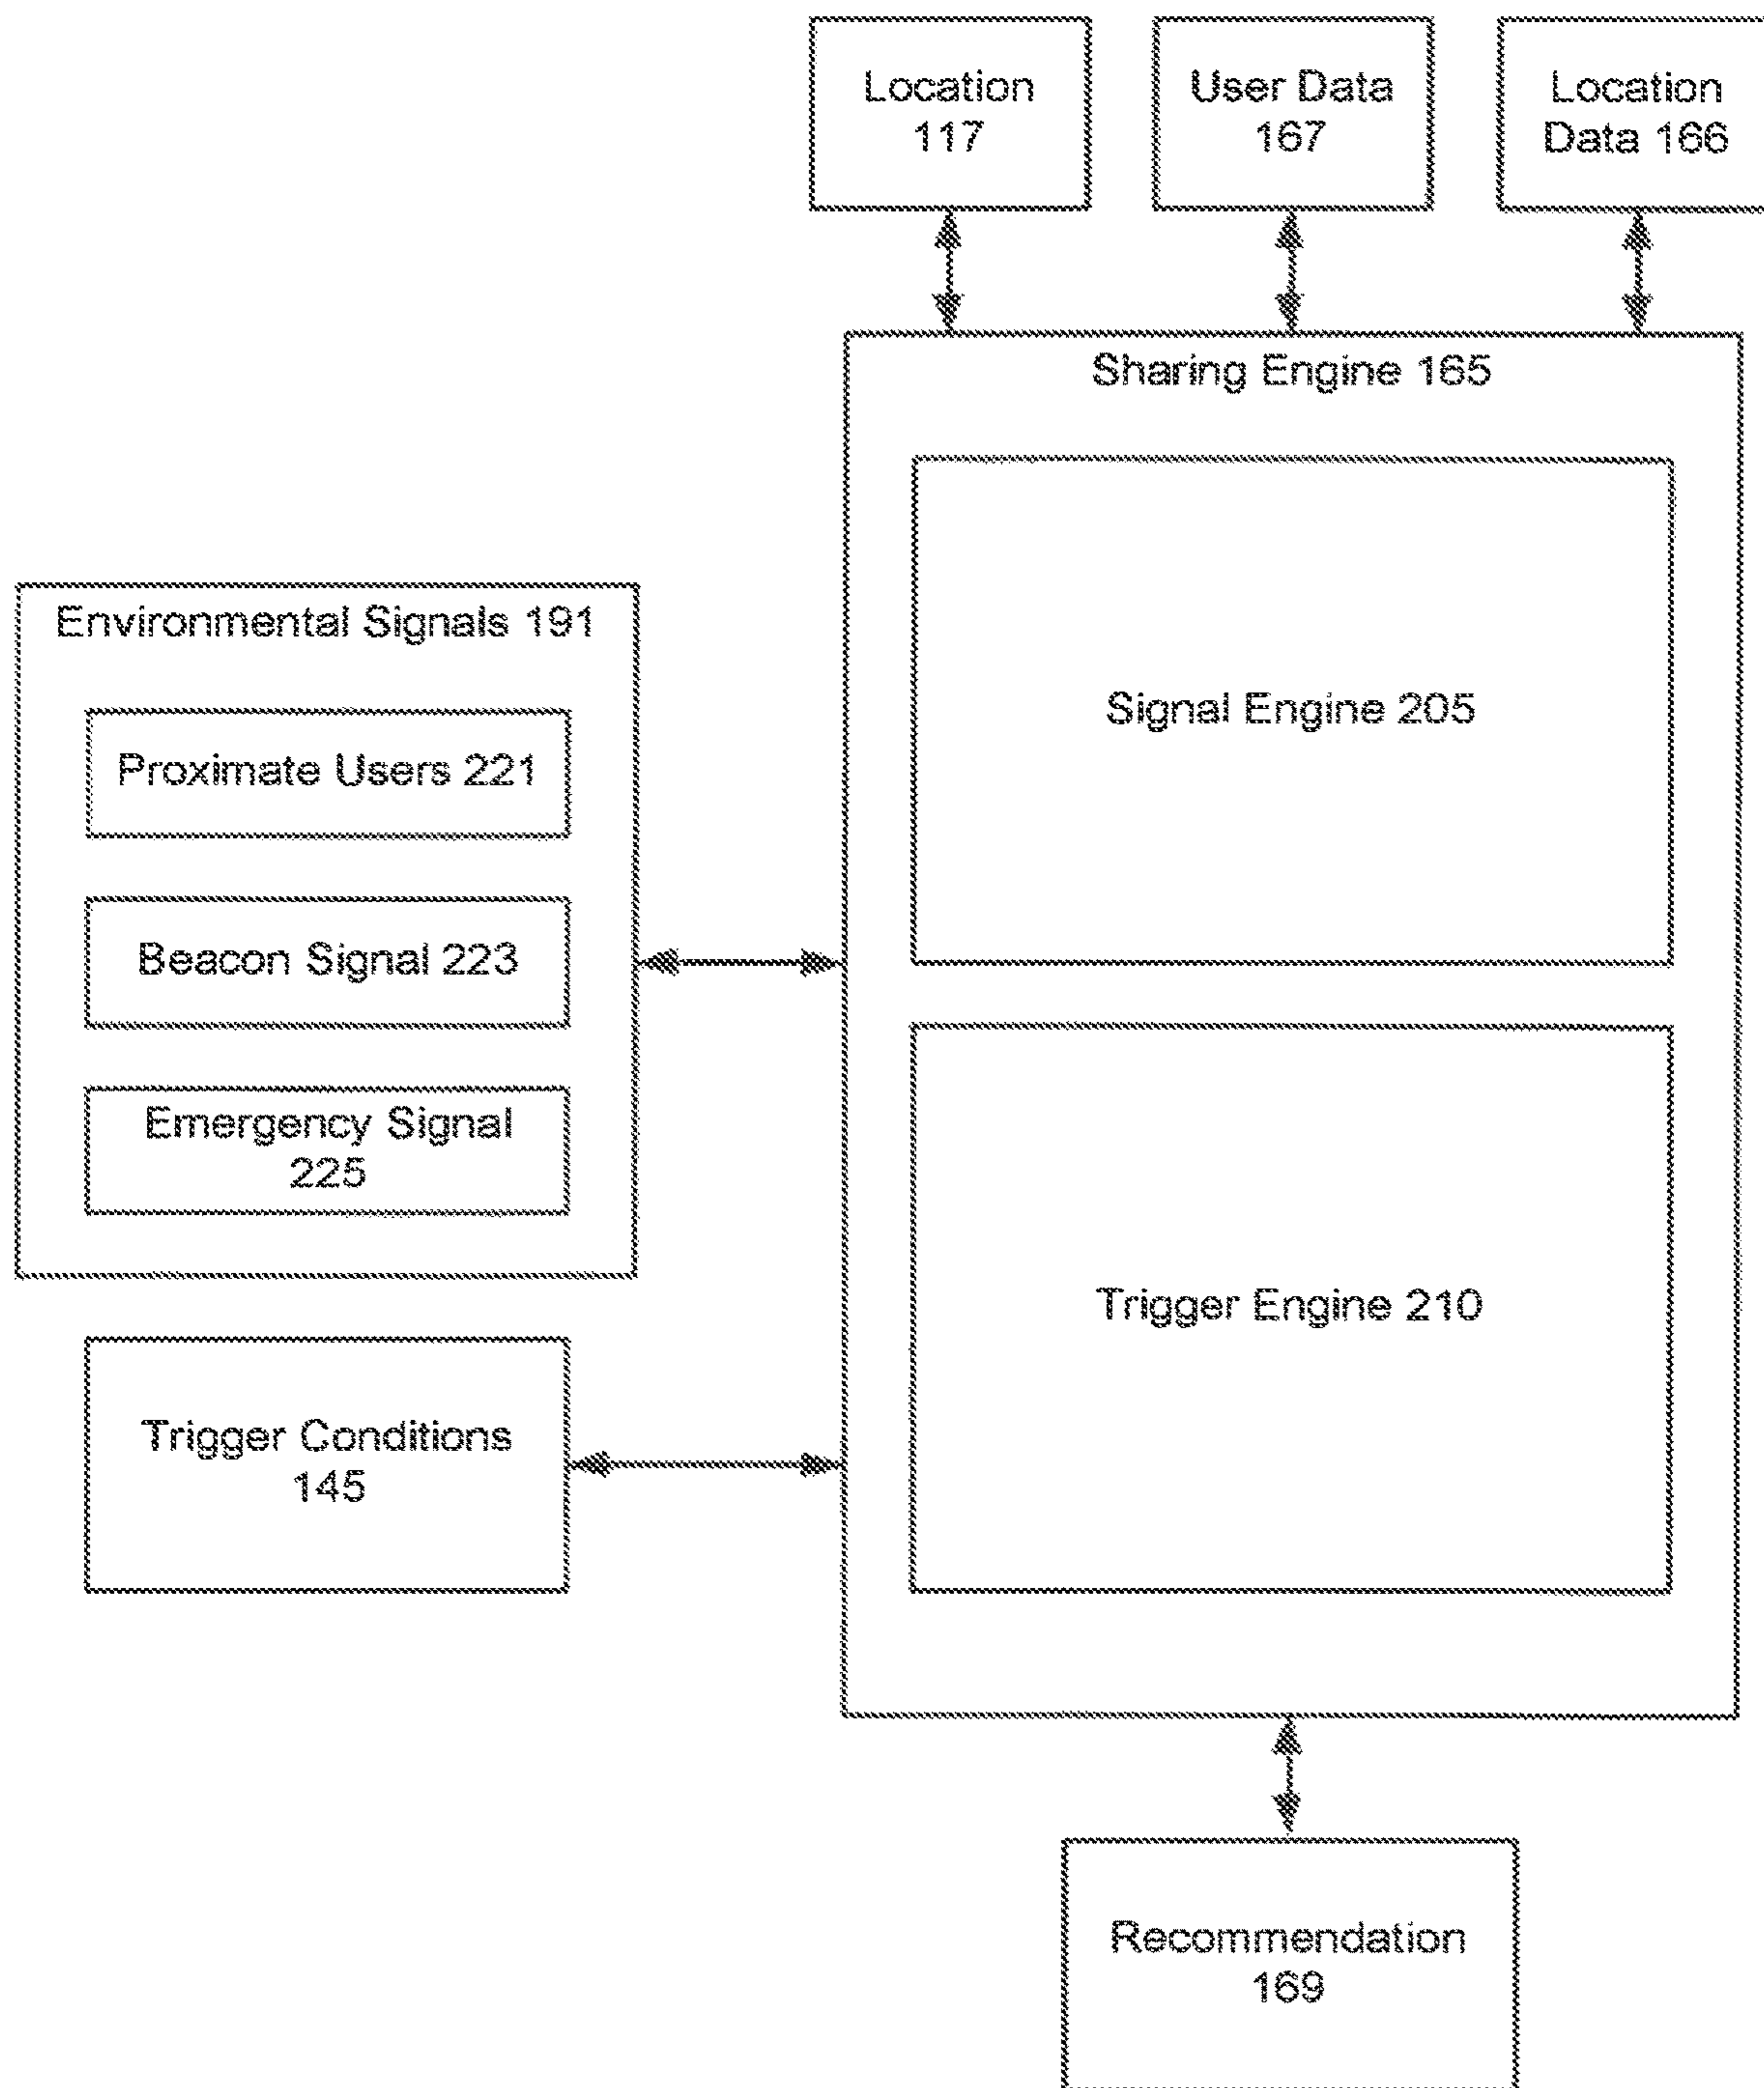 Location
117
User Data
167
Location
Data 166
Sharing Engine 165
Signal Engine 205
Environmental Signals 191
Proximate Users 221
Beacon Signal 223
Emergency Signal
225
Trigger Engine 210
Trigger Conditions
145
Recommendation
169